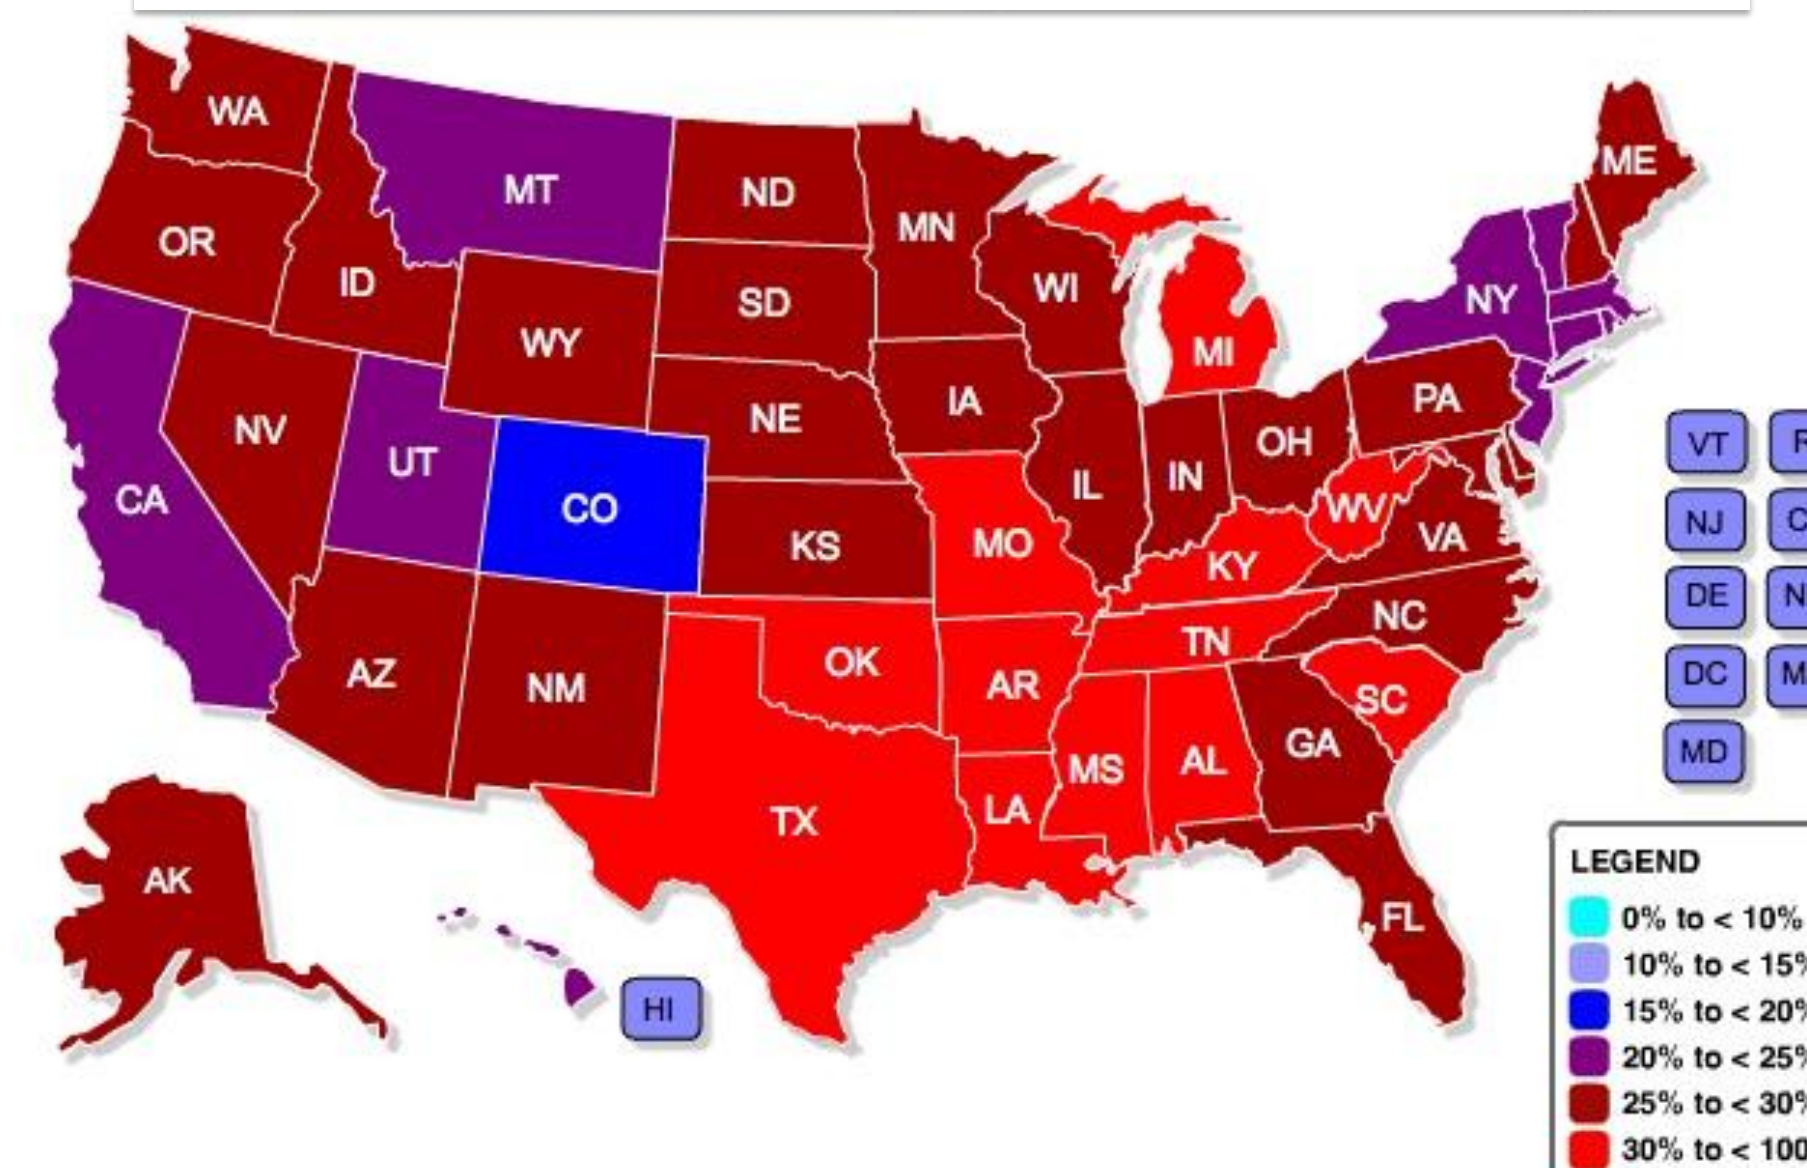 WA
ME
MT
ND
OR
MN
ID
SD
WI
NY
WY
MI
IA
NE
PA
NV
OH
VT
R
UT
CA
CO
IL
IN
KS
MO
WV
VA
NJ
C
KY
NC
DE
N
TN
OK
AZ
NM
AR
SC
DC
M
GA
MS
AL
MD
LA
TX
AK
FL
HI
LEGEND
0% to < 10%
10% to < 15%
15% to < 20%
20% to < 25%
25% to < 30%
30% to < 100